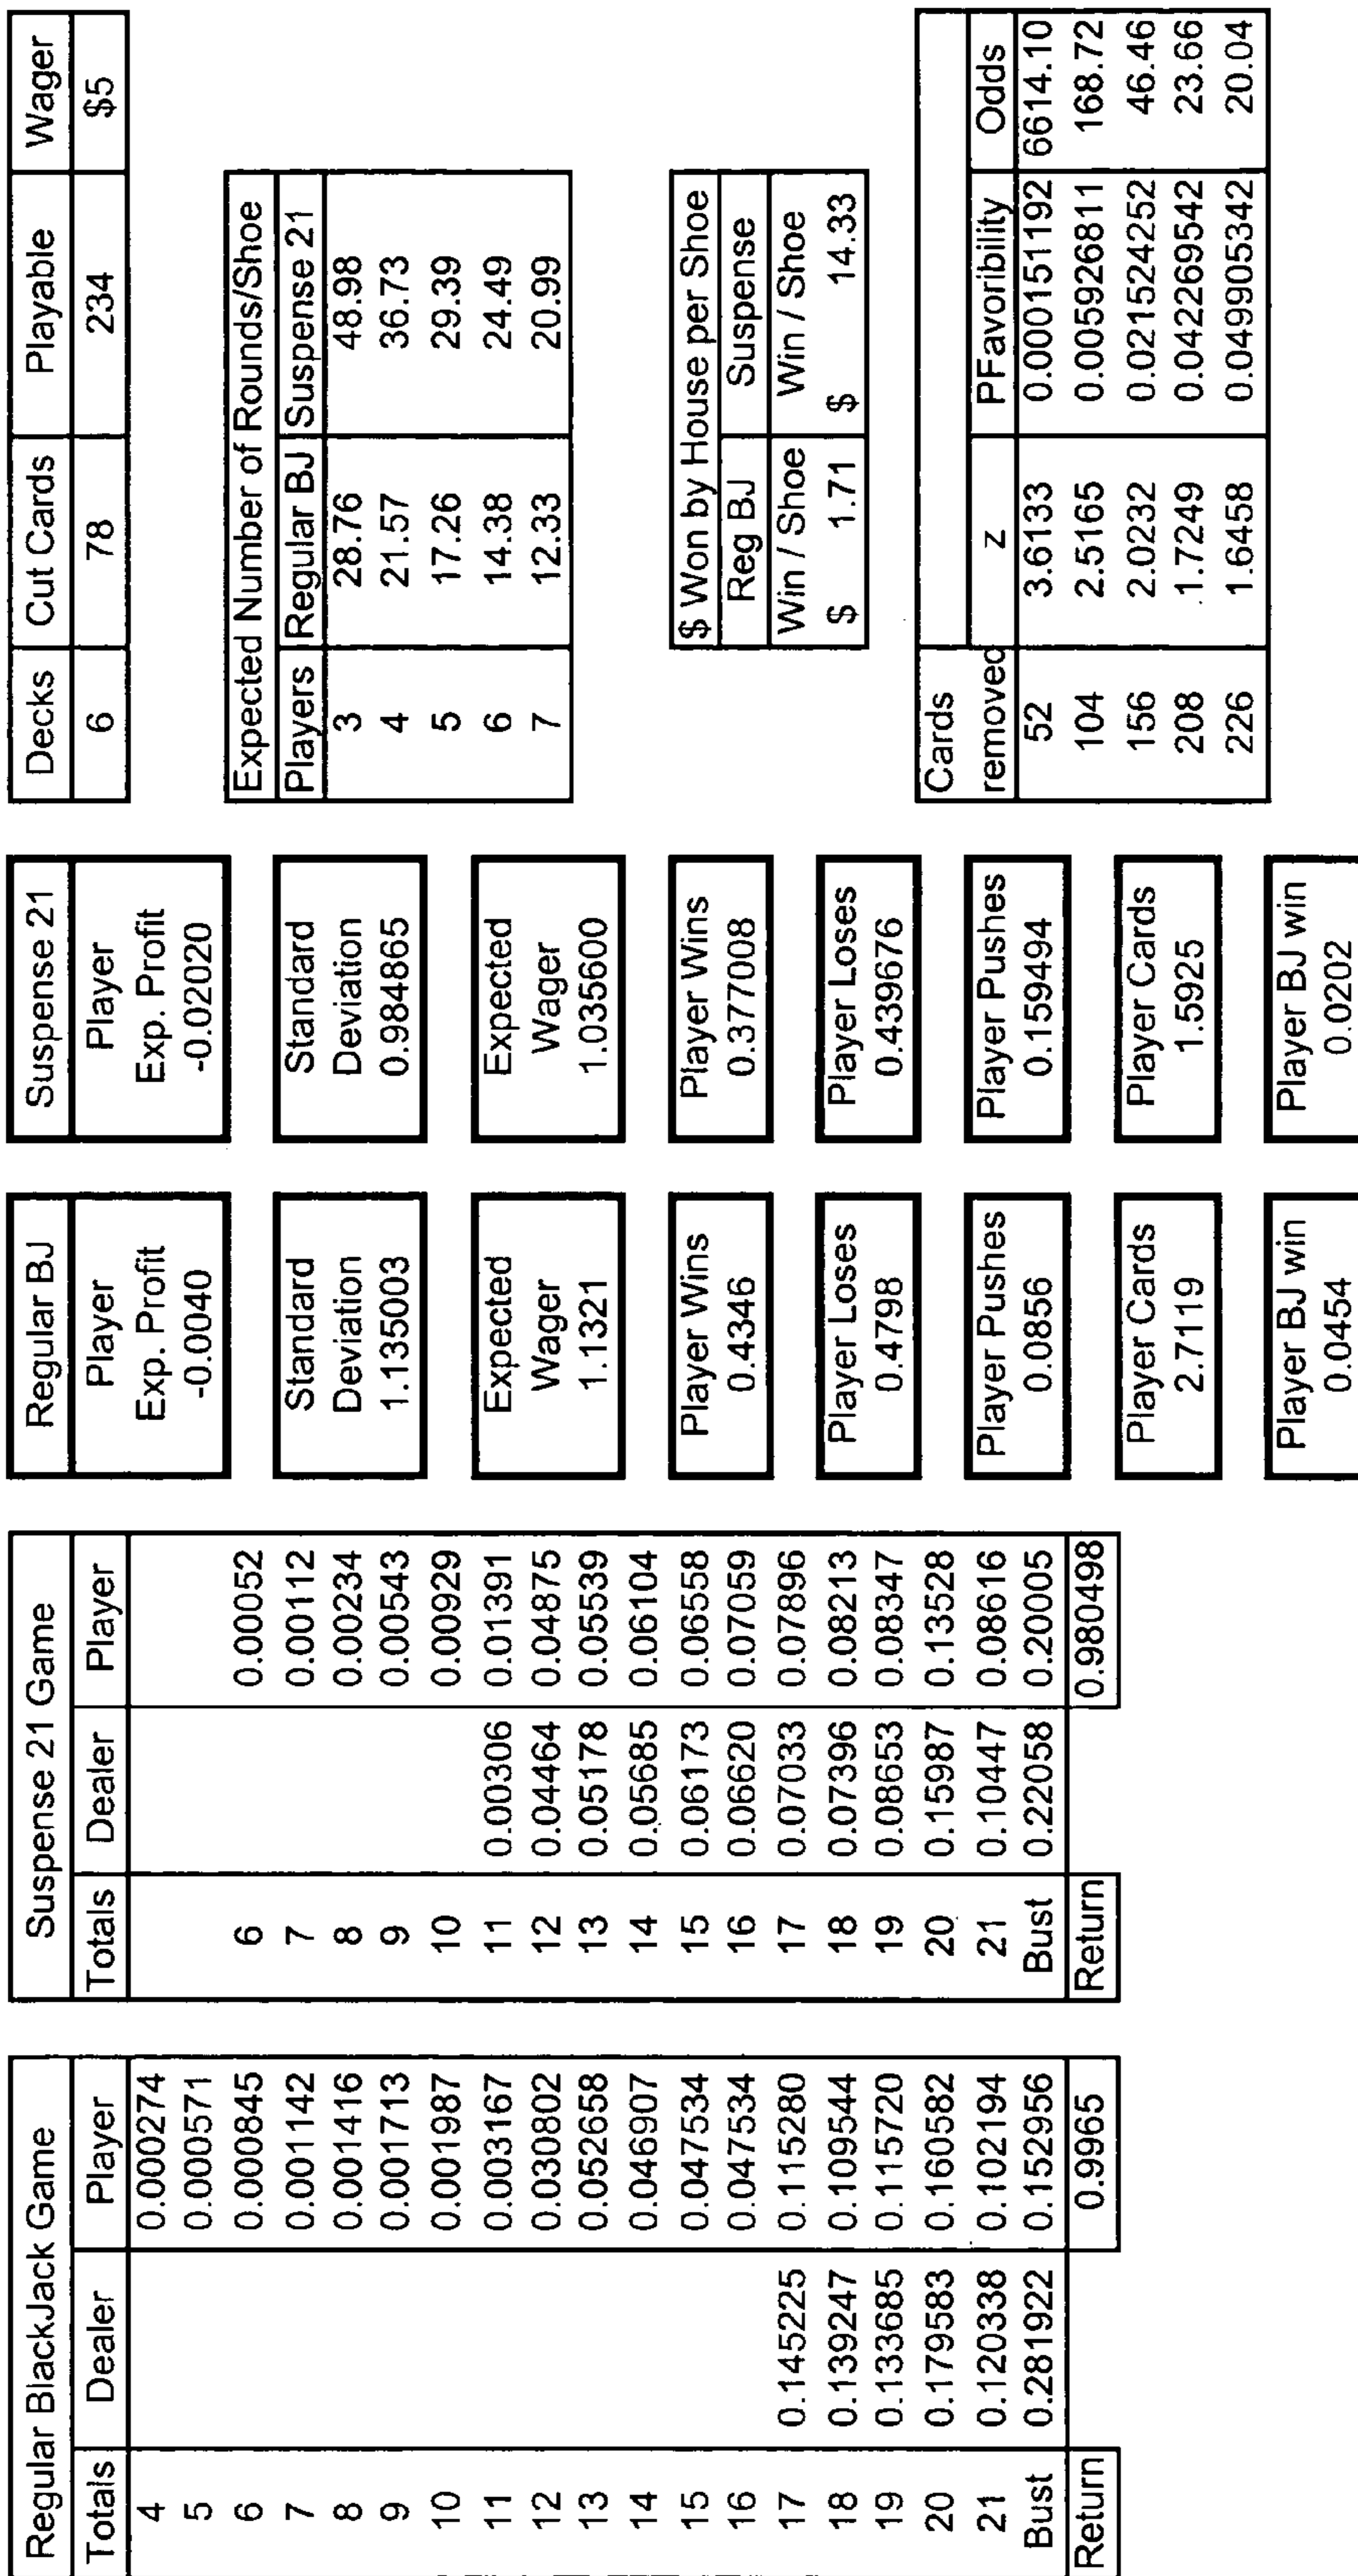 Regular BlackJack Game
Totals Dealer Player
4 0.000274
5 0.000571
6 0.000845
7 0.001142
8 0.001416
9 0.001713
10 0.001987
11 0.003167
12 0.030802
13 0.052658
14 0.046907
15 0.047534
16 0.047534
17 0.145225 0.115280
18 0.139247 0.109544
19 0.133685 0.115720
20 0.179583 0.160582
21 0.120338 0.102194
Bust 0.281922 0.152956
Return 0.9965
Suspense 21 Game
Totals Dealer Player
6 0.00052
7 0.00112
8 0.00234
9 0.00543
10 0.00929
11 0.00306 0.01391
12 0.04464 0.04875
13 0.05178 0.05539
14 0.05685 0.06104
15 0.06173 0.06558
16 0.06620 0.07059
17 0.07033 0.07896
18 0.07396 0.08213
19 0.08653 0.08347
20 0.15987 0.13528
21 0.10447 0.08616
Bust 0.22058 0.20005
Return 0.980498
Regular BJ
Player
Exp. Profit
-0.0040
Standard
Deviation
1.135003
Expected
Wager
1.1321
Player Wins
0.4346
Player Loses
0.4798
Player Pushes
0.0856
Player Cards
2.7119
Player BJ win
0.0454
Suspense 21
Player
Exp. Profit
-0.02020
Standard
Deviation
0.984865
Expected
Wager
1.035600
Player Wins
0.377008
Player Loses
0.439676
Player Pushes
0.159494
Player Cards
1.5925
Player BJ win
0.0202
Decks Cut Cards Playable Wager
6 78 234 $5
Expected Number of Rounds/Shoe
Players Regular BJ Suspense 21
3 28.76 48.98
4 21.57 36.73
5 17.26 29.39
6 14.38 24.49
7 12.33 20.99
$ Won by House per Shoe
Reg BJ Suspense
Win / Shoe Win / Shoe
$ 1.71 $ 14.33
Cards
removed z PFavoribility Odds
52 3.6133 0.000151192 6614.10
104 2.5165 0.005926811 168.72
156 2.0232 0.021524252 46.46
208 1.7249 0.042269542 23.66
226 1.6458 0.049905342 20.04